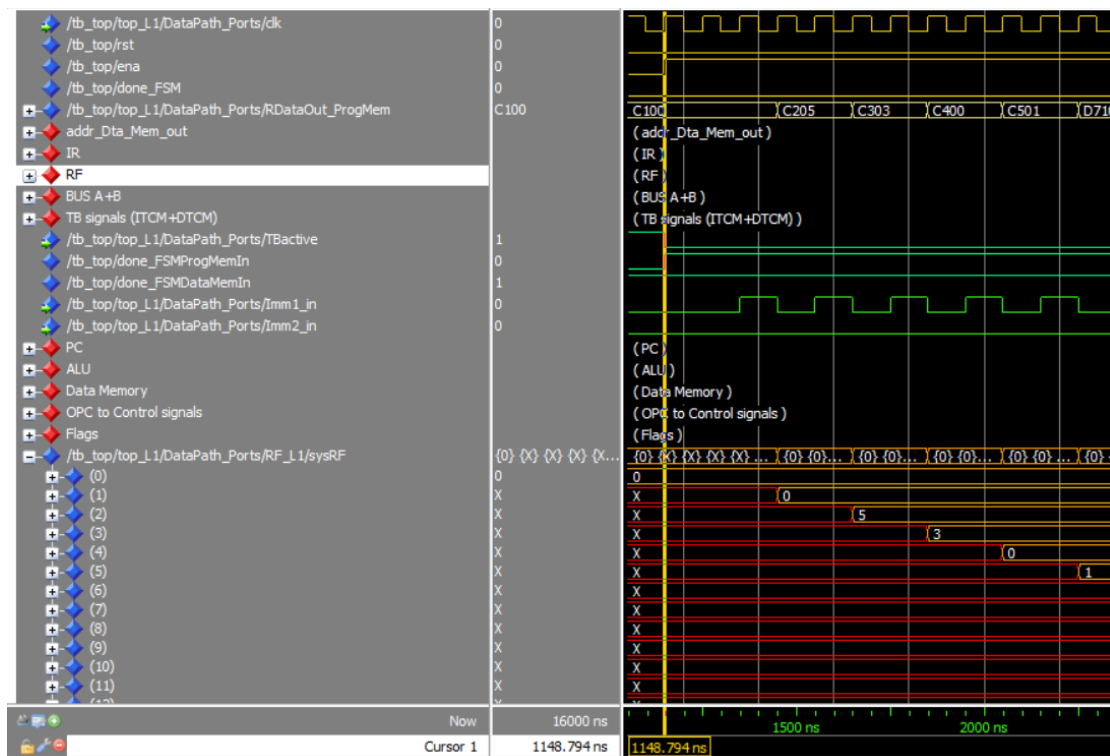 /tb_top/top_L1/DataPath_Ports/clk 0
/tb_top/rst 0
/tb_top/ena 0
/tb_top/done_FSM 0
/tb_top/top_L1/DataPath_Ports/RDataOut_ProgMem C100 C100 C205 C303 C400 C501 D710
addr_Dta_Mem_out ( addr_Dta_Mem_out )
IR ( IR )
RF ( RF )
BUS A+B ( BUS A+B )
TB signals (ITCM+DTCM) ( TB signals (ITCM+DTCM) )
/tb_top/top_L1/DataPath_Ports/TBactive 1
/tb_top/done_FSMProgMemIn 0
/tb_top/done_FSMDataMemIn 1
/tb_top/top_L1/DataPath_Ports/Imm1_in 0
/tb_top/top_L1/DataPath_Ports/Imm2_in 0
PC ( PC )
ALU ( ALU )
Data Memory ( Data Memory )
OPC to Control signals ( OPC to Control signals )
Flags ( Flags )
/tb_top/top_L1/DataPath_Ports/RF_L1/sysRF {0} {X} {X} {X} {X... {0} {X} {X} {X} {X}... {0} {0}... {0} {0}... {0} {0}... {0} {0}... {0}
(0) 0 0
(1) X X 0
(2) X X 5
(3) X X 3
(4) X X 0
(5) X X 1
(6) X X
(7) X X
(8) X X
(9) X X
(10) X X
(11) X X
Now 16000 ns 1500 ns 2000 ns
Cursor 1 1148.794 ns 1148.794 ns